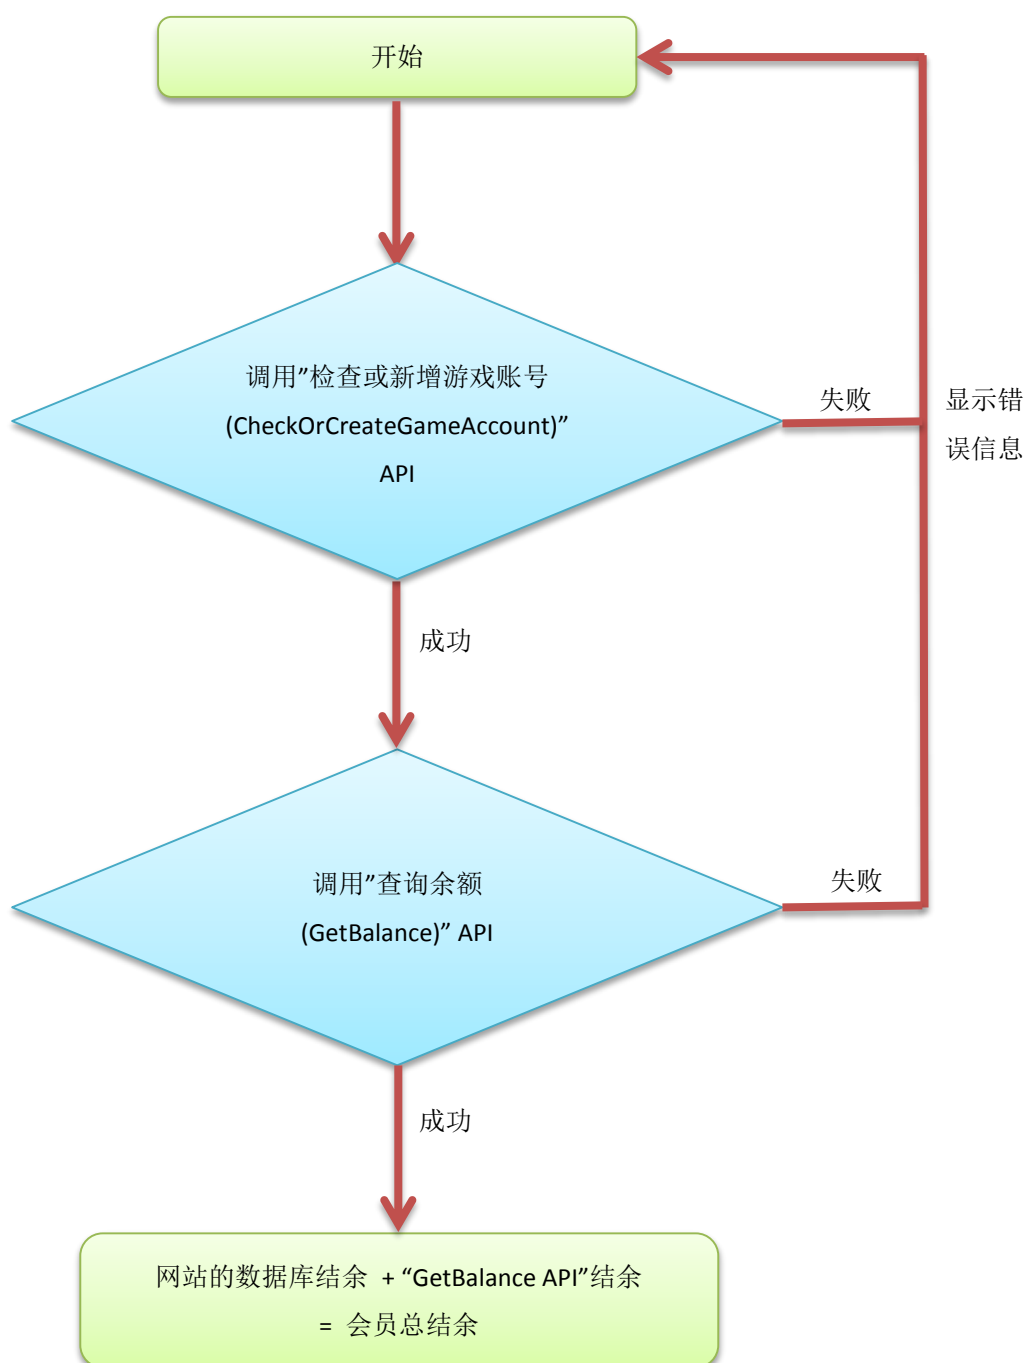 开始
调用”检查或新增游戏账号
(CheckOrCreateGameAccount)”
API
失败
显示错
误信息
成功
调用”查询余额
(GetBalance)” API
失败
成功
网站的数据库结余 + “GetBalance API”结余
= 会员总结余